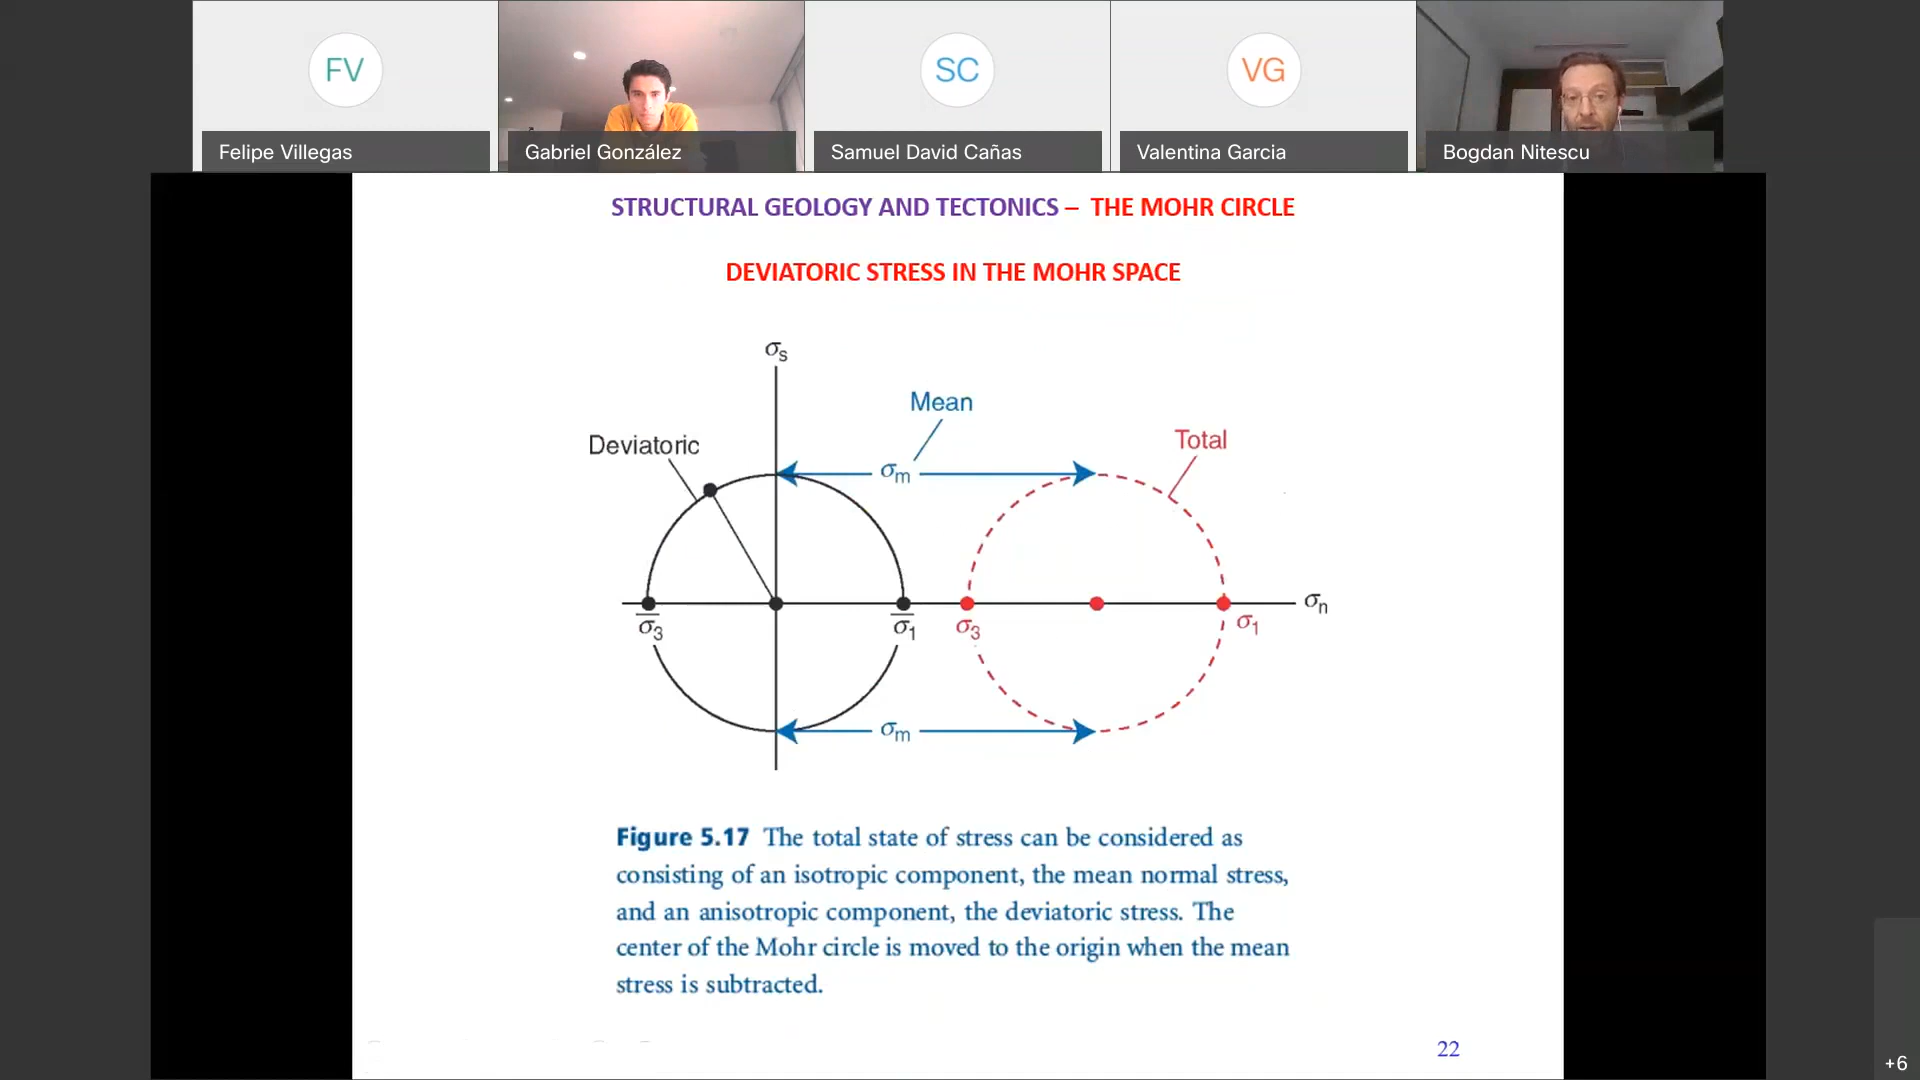 FV
SC
VG
Felipe Villegas
Gabriel González
Samuel David Cañas
Valentina Garcia
Bogdan Nitescu
STRUCTURAL GEOLOGY AND TECTONICS – THE MOHR CIRCLE
DEVIATORIC STRESS IN THE MOHR SPACE
σs
Mean
Deviatoric
Total
σm
σn
σ̅3
σ̅1
σ3
σ1
σm
Figure 5.17 The total state of stress can be considered as
consisting of an isotropic component, the mean normal stress,
and an anisotropic component, the deviatoric stress. The
center of the Mohr circle is moved to the origin when the mean
stress is subtracted.
22
+6